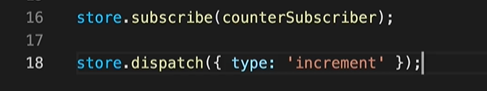 16 store.subscribe(counterSubscriber);
17
18 store.dispatch({ type: 'increment' });